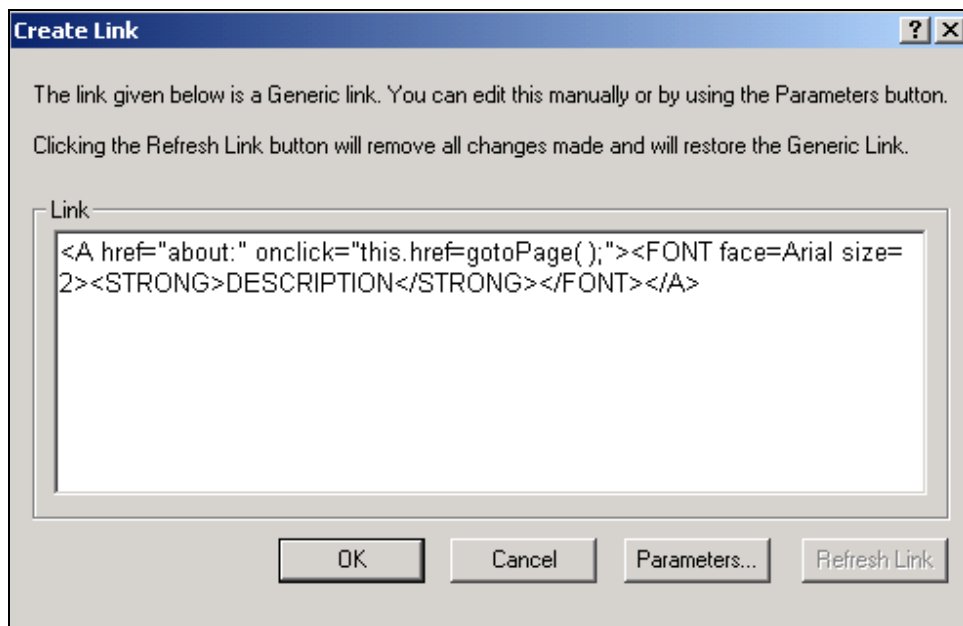 Create Link
The link given below is a Generic link. You can edit this manually or by using the Parameters button.
Clicking the Refresh Link button will remove all changes made and will restore the Generic Link.
Link
<A href="about:" onclick="this.href=gotoPage( );"><FONT face=Arial size=
2><STRONG>DESCRIPTION</STRONG></FONT></A>
OK Cancel Parameters... Refresh Link